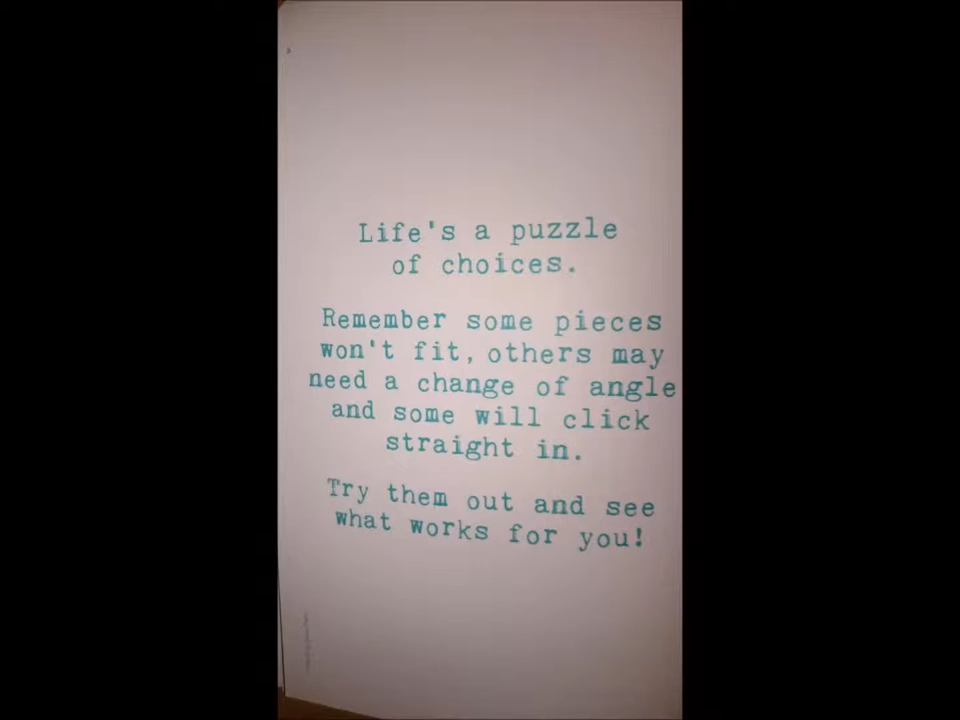 Life's a puzzle
of choices.
Remember some pieces
won't fit, others may
need a change of angle
and some will click
straight in.
Try them out and see
what works for you!